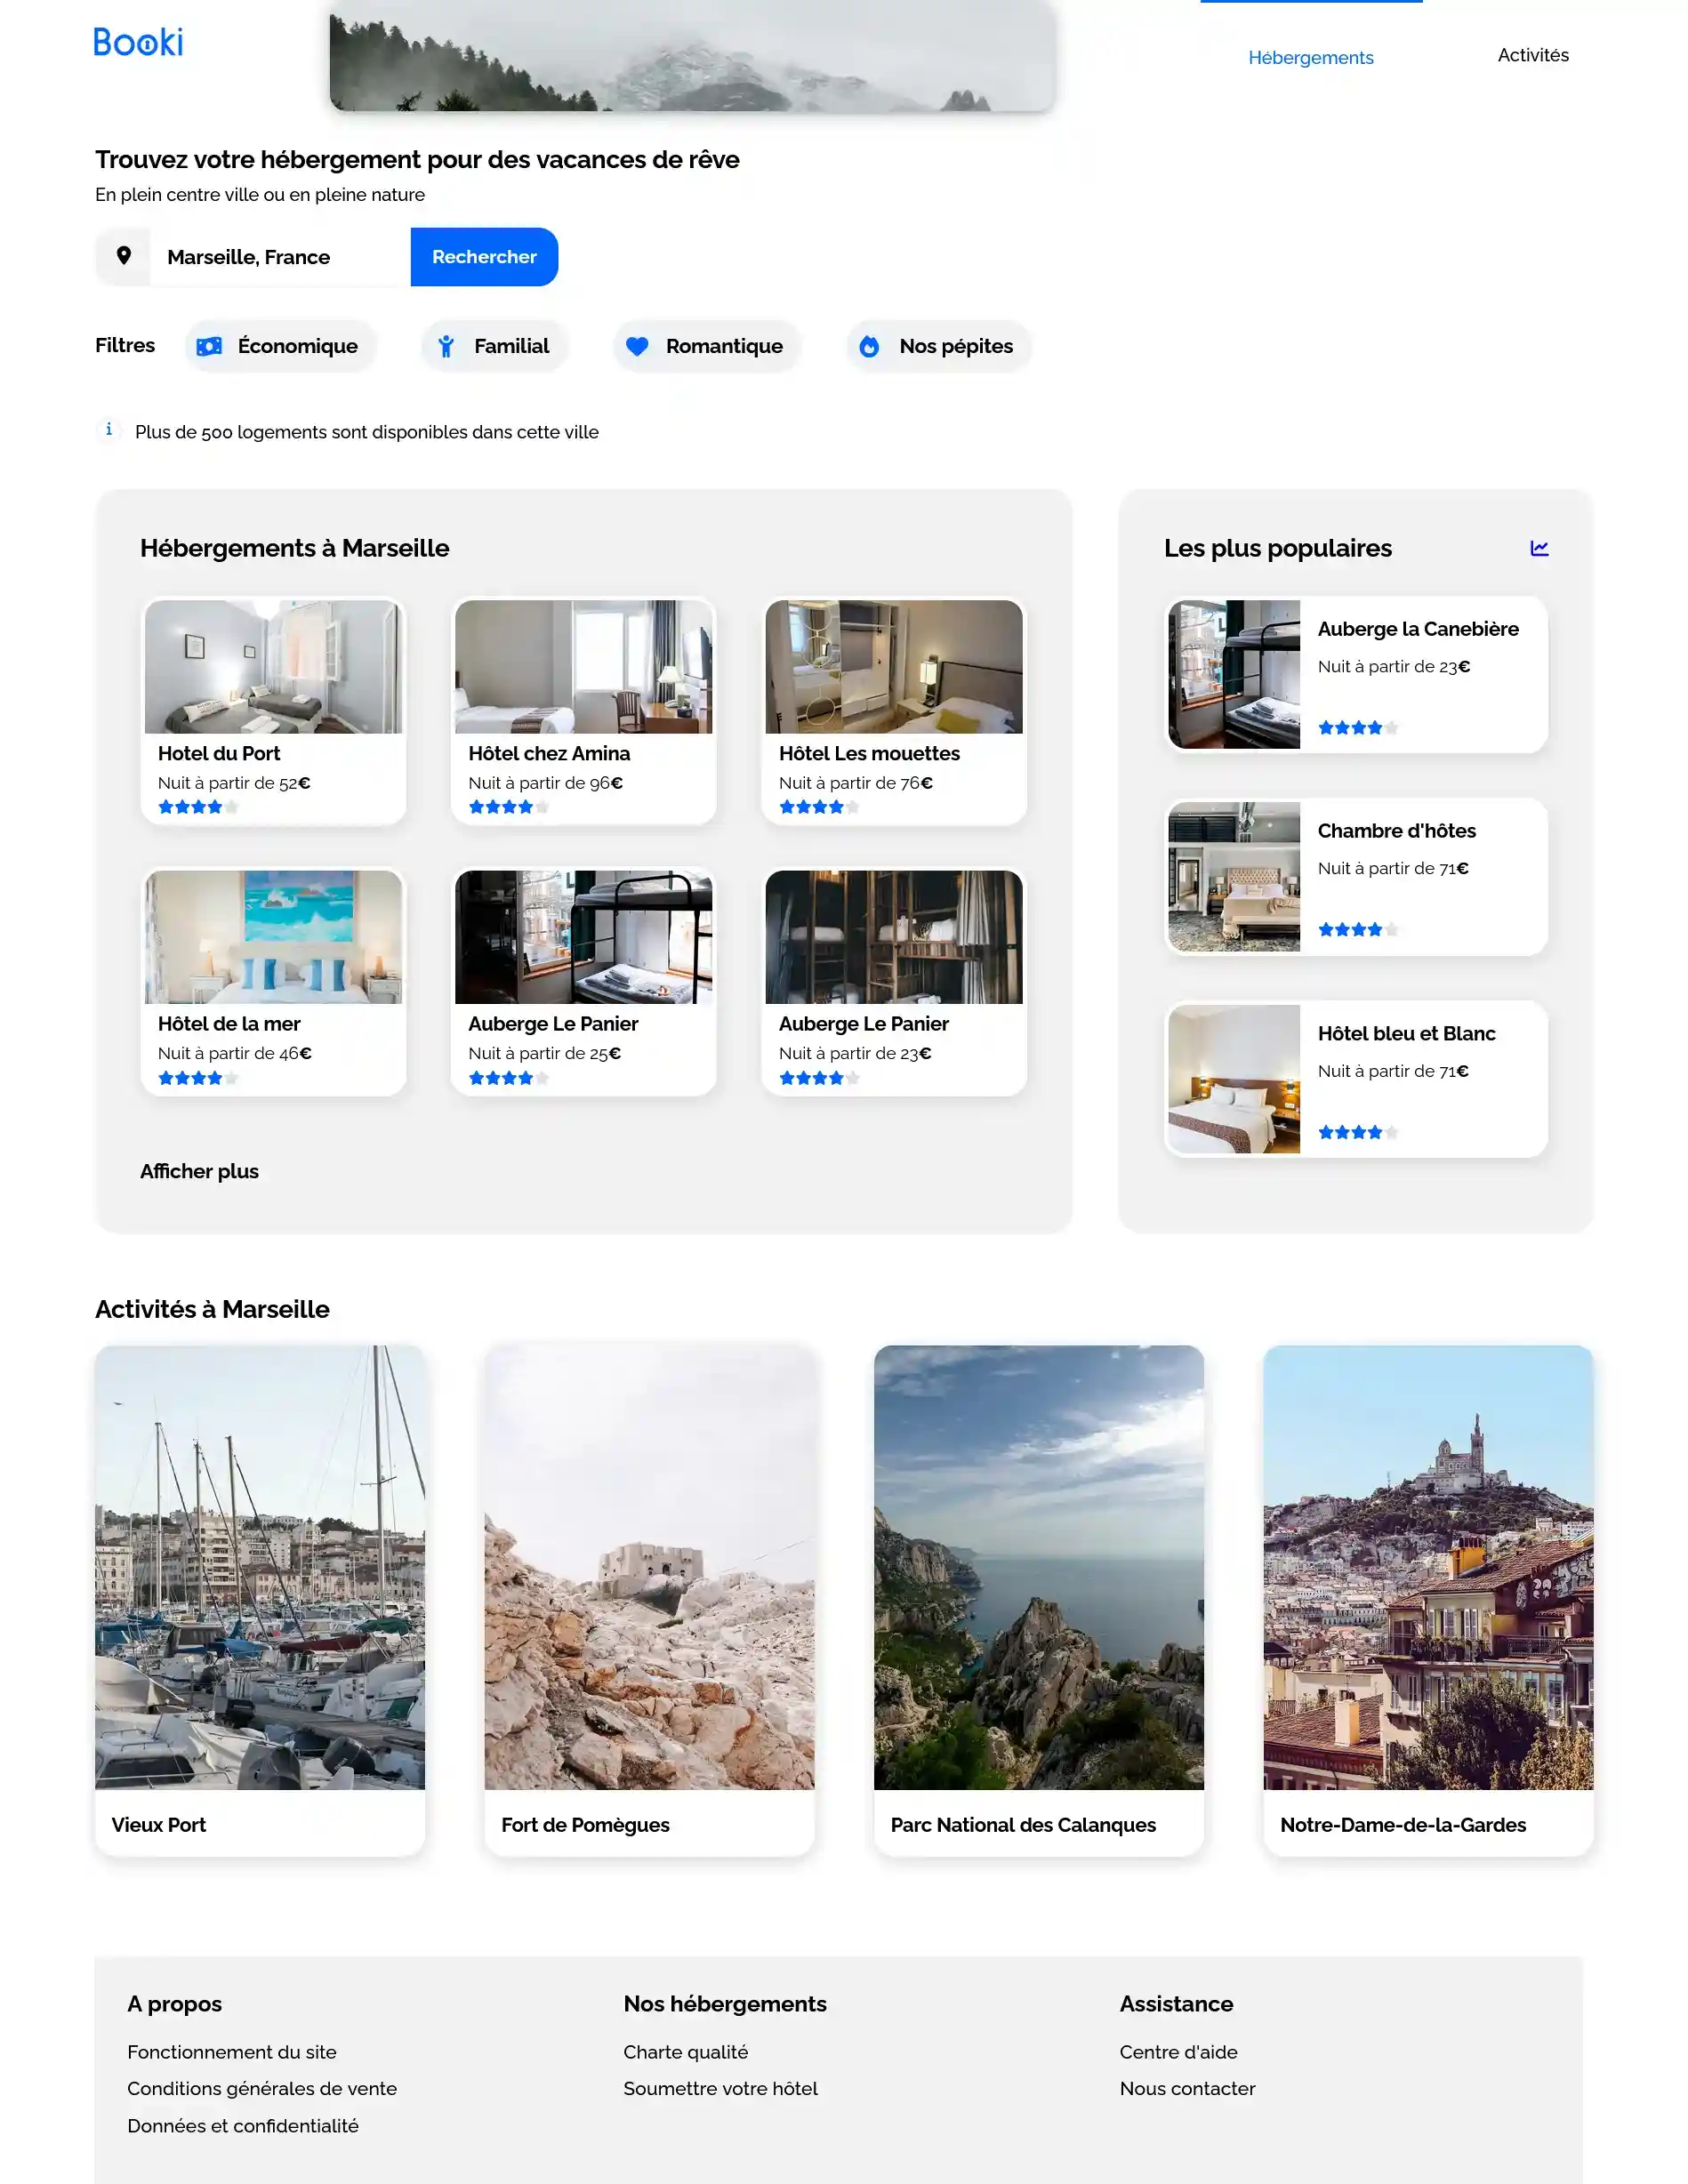 Booki
Hébergements
Activités
Trouvez votre hébergement pour des vacances de rêve
En plein centre ville ou en pleine nature
Marseille, France
Rechercher
Filtres
Économique
Familial
Romantique
Nos pépites
Plus de 500 logements sont disponibles dans cette ville
Hébergements à Marseille
Hotel du Port
Nuit à partir de 52€
Hôtel chez Amina
Nuit à partir de 96€
Hôtel Les mouettes
Nuit à partir de 76€
Hôtel de la mer
Nuit à partir de 46€
Auberge Le Panier
Nuit à partir de 25€
Auberge Le Panier
Nuit à partir de 23€
Afficher plus
Les plus populaires
Auberge la Canebière
Nuit à partir de 23€
Chambre d'hôtes
Nuit à partir de 71€
Hôtel bleu et Blanc
Nuit à partir de 71€
Activités à Marseille
Vieux Port
Fort de Pomègues
Parc National des Calanques
Notre-Dame-de-la-Gardes
A propos
Fonctionnement du site
Conditions générales de vente
Données et confidentialité
Nos hébergements
Charte qualité
Soumettre votre hôtel
Assistance
Centre d'aide
Nous contacter